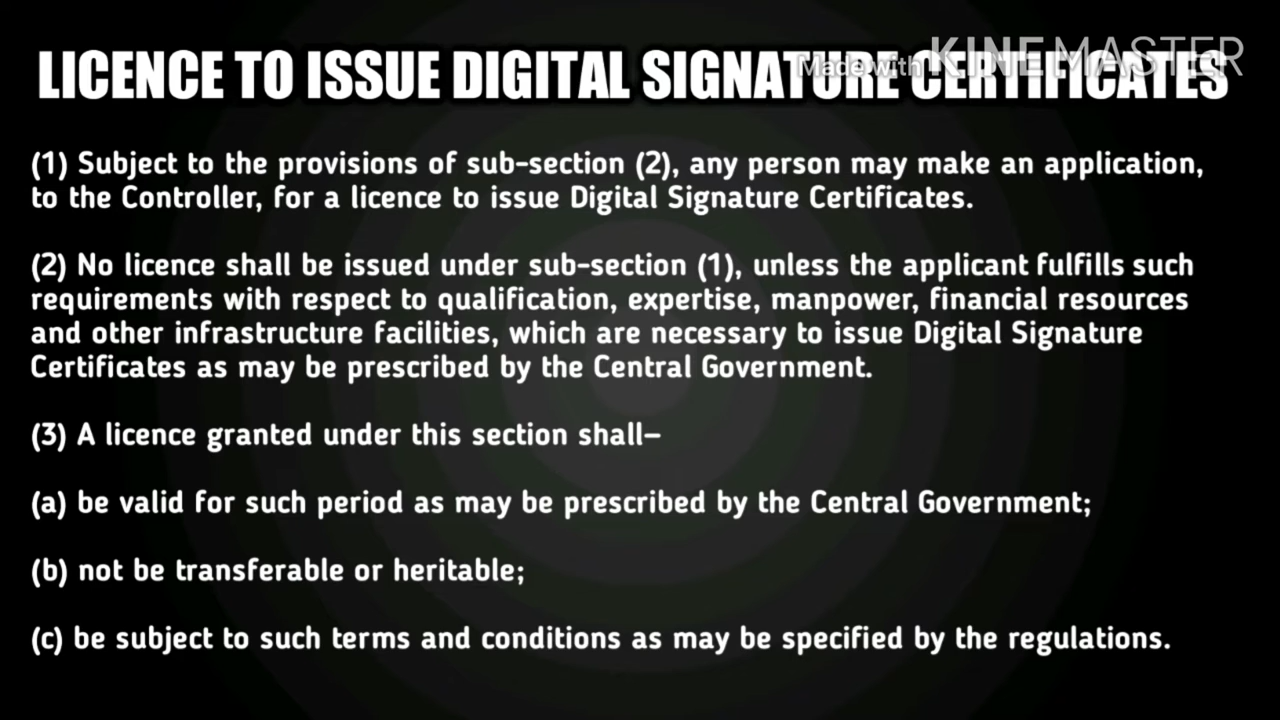 LICENCE TO ISSUE DIGITAL SIGNATURE CERTIFICATES
Made with KINEMASTER
(1) Subject to the provisions of sub-section (2), any person may make an application,
to the Controller, for a licence to issue Digital Signature Certificates.
(2) No licence shall be issued under sub-section (1), unless the applicant fulfills such
requirements with respect to qualification, expertise, manpower, financial resources
and other infrastructure facilities, which are necessary to issue Digital Signature
Certificates as may be prescribed by the Central Government.
(3) A licence granted under this section shall–
(a) be valid for such period as may be prescribed by the Central Government;
(b) not be transferable or heritable;
(c) be subject to such terms and conditions as may be specified by the regulations.